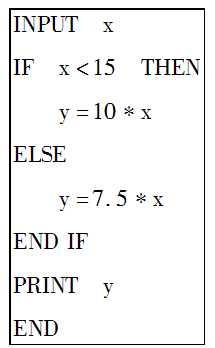 INPUT x
IF x<15 THEN
y=10*x
ELSE
y=7.5*x
END IF
PRINT y
END